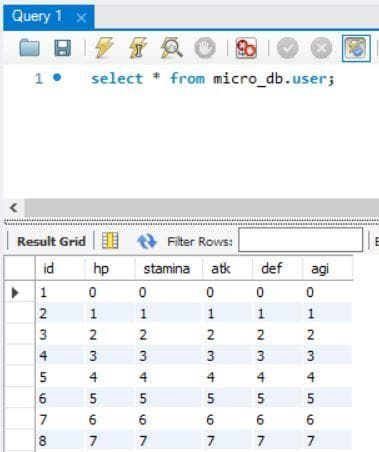 Query 1
1 select * from micro_db.user;
Result Grid Filter Rows:
id hp stamina atk def agi
1 0 0 0 0 0
2 1 1 1 1 1
3 2 2 2 2 2
4 3 3 3 3 3
5 4 4 4 4 4
6 5 5 5 5 5
7 6 6 6 6 6
8 7 7 7 7 7